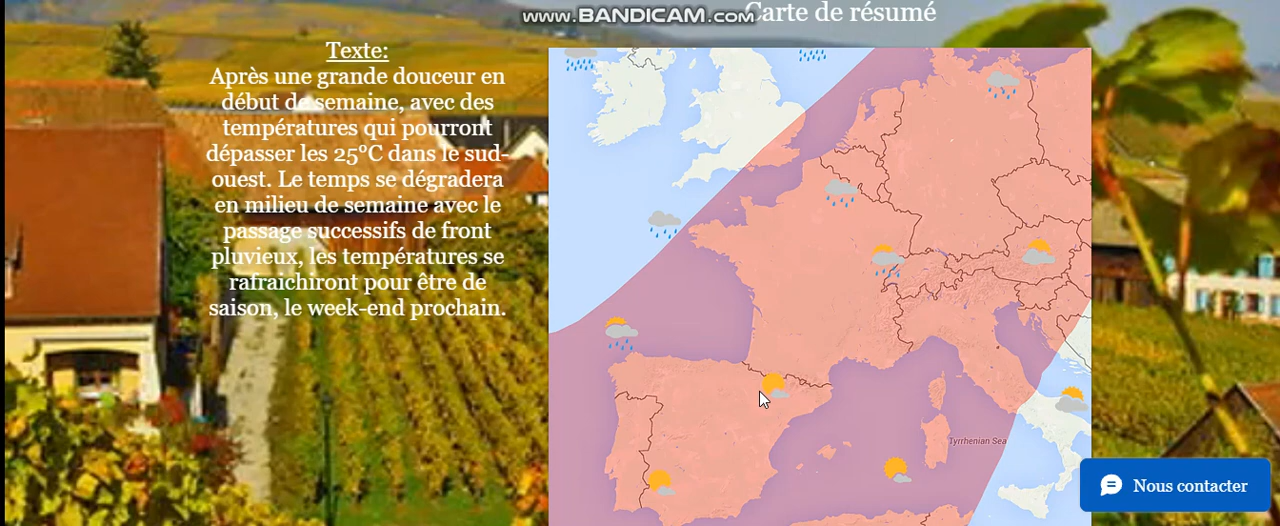 www.BANDICAM.com
Carte de résumé
Texte:
Après une grande douceur en
début de semaine, avec des
températures qui pourront
dépasser les 25°C dans le sud-
ouest. Le temps se dégradera
en milieu de semaine avec le
passage successifs de front
pluvieux, les températures se
rafraichiront pour être de
saison, le week-end prochain.
Tyrrhenian Sea
Nous contacter